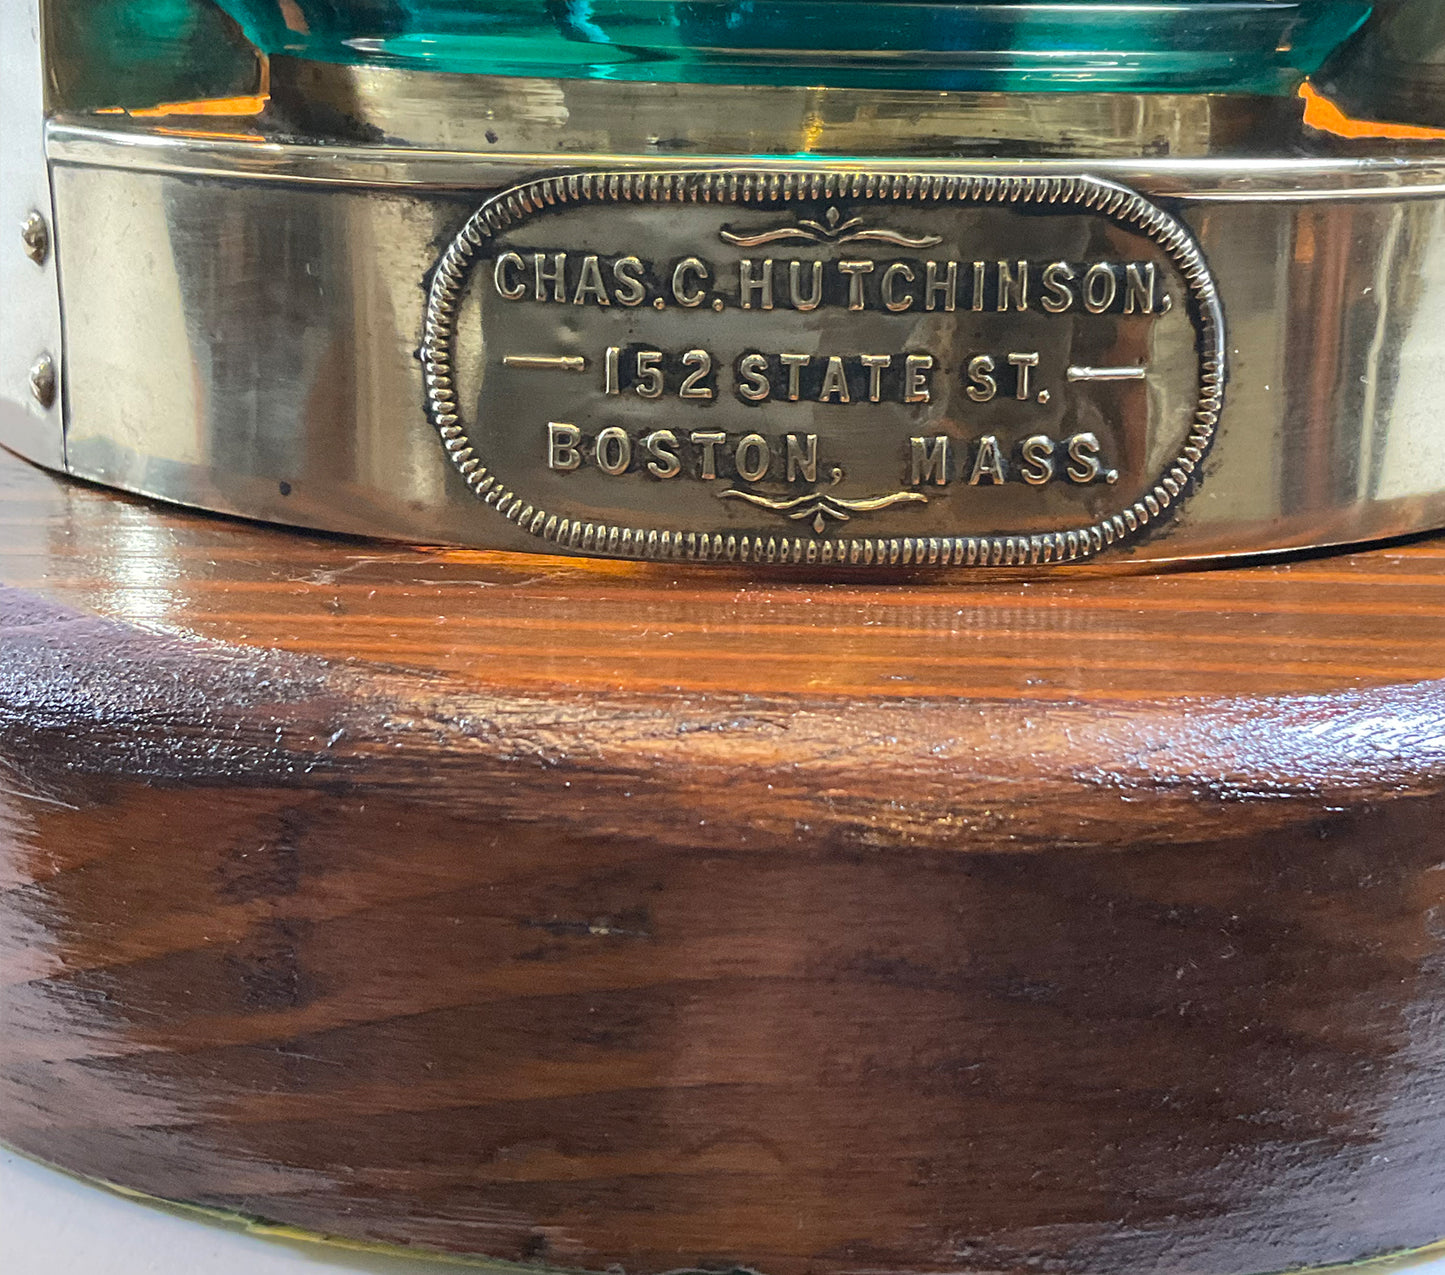 CHAS. C. HUTCHINSON,
152 STATE ST.
BOSTON, MASS.